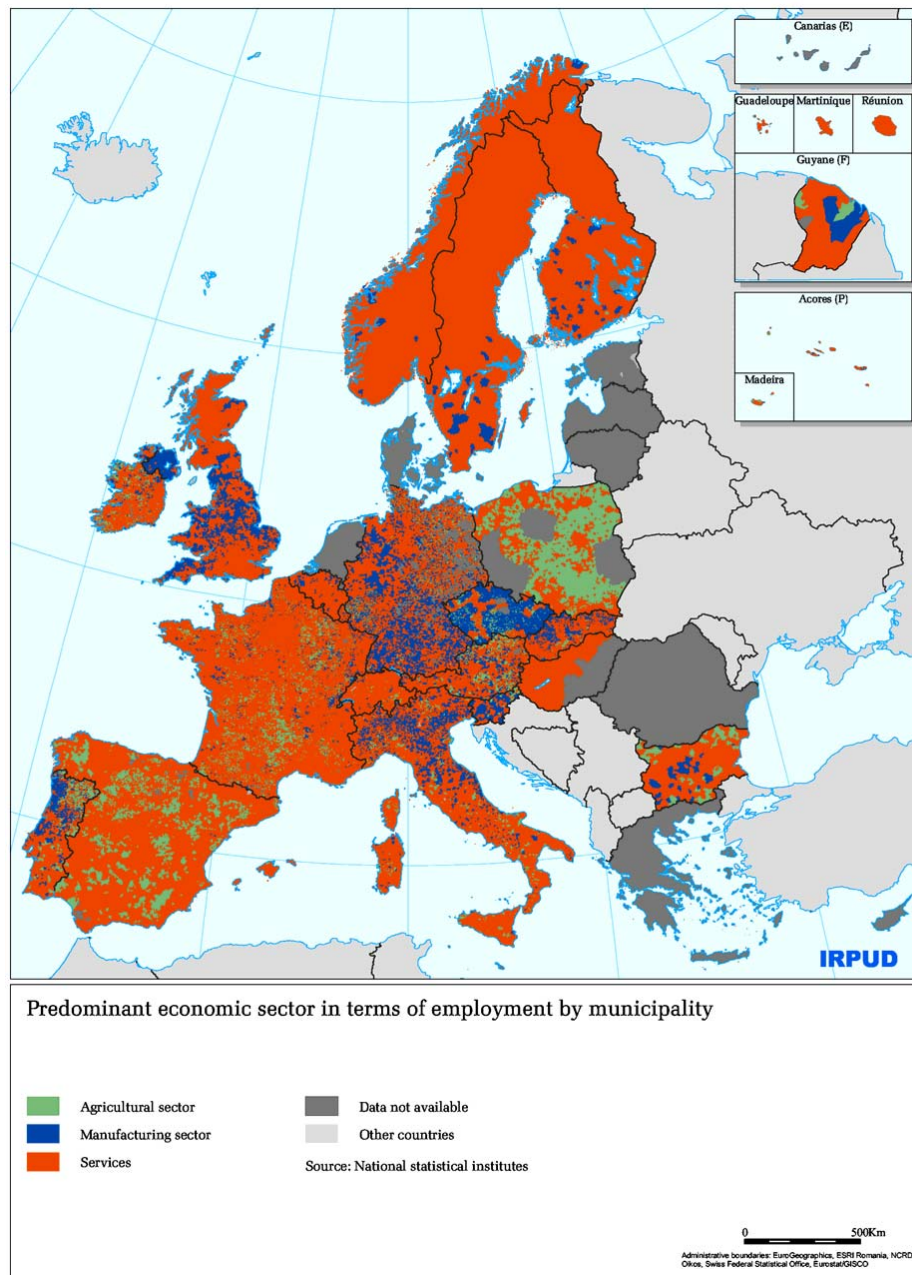 Canarias (E)
Guadeloupe
Martinique
Réunion
Guyane (F)
Acores (P)
Madeira
IRPUD
Predominant economic sector in terms of employment by municipality
Agricultural sector
Manufacturing sector
Services
Data not available
Other countries
Source: National statistical institutes
0 500Km
Administrative boundaries: EuroGeographics, ESRI Romania, NCRD
Oikos, Swiss Federal Statistical Office, Eurostat/GISCO